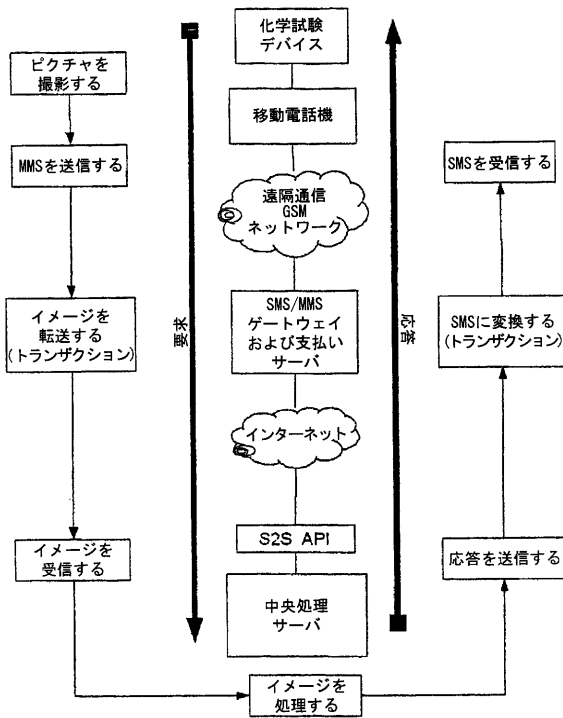 化学試験
デバイス
ピクチャを
撮影する
移動電話機
MMSを送信する
SMSを受信する
遠隔通信
GSM
ネットワーク
イメージを
転送する
(トランザクション)
要求
SMS/MMS
ゲートウェイ
および支払い
サーバ
応答
SMSに変換する
(トランザクション)
インターネット
S2S API
イメージを
受信する
応答を送信する
中央処理
サーバ
イメージを
処理する